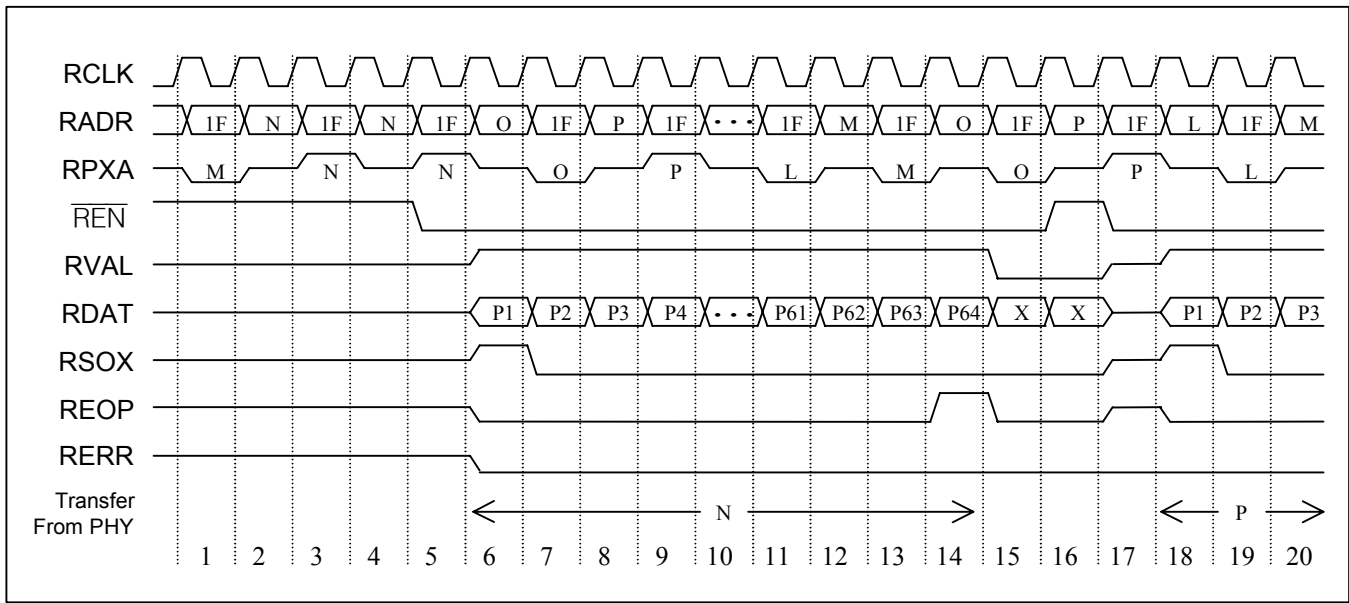 RCLK
RADR 1F N 1F N 1F O 1F P 1F ··· 1F M 1F O 1F P 1F L 1F M
RPXA M N N O P L M O P L
REN
RVAL
RDAT P1 P2 P3 P4 ··· P61 P62 P63 P64 X X P1 P2 P3
RSOX
REOP
RERR
Transfer
From PHY N P
1 2 3 4 5 6 7 8 9 10 11 12 13 14 15 16 17 18 19 20